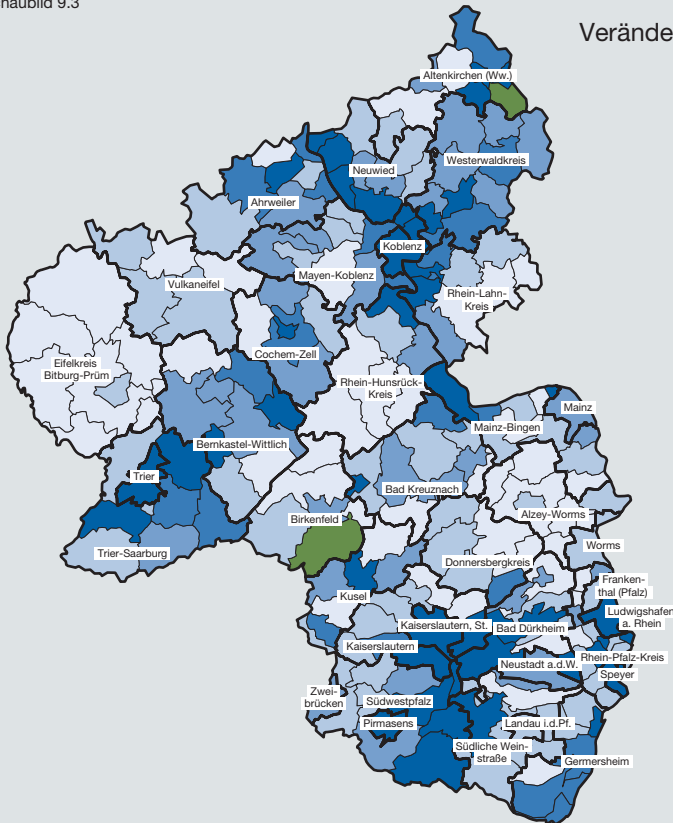 9.3
Verände
Altenkirchen (Ww.)
Westerwaldkreis
Neuwied
Ahrweiler
Koblenz
Mayen-Koblenz
Vulkaneifel
Rhein-Lahn-
Kreis
Cochem-Zell
Eifelkreis
Bitburg-Prüm
Rhein-Hunsrück-
Kreis
Mainz
Mainz-Bingen
Bernkastel-Wittlich
Trier
Bad Kreuznach
Alzey-Worms
Birkenfeld
Worms
Trier-Saarburg
Donnersbergkreis
Franken-
thal (Pfalz)
Kusel
Ludwigshafen
a. Rhein
Kaiserslautern, St.
Bad Dürkheim
Kaiserslautern
Rhein-Pfalz-Kreis
Neustadt a.d.W.
Speyer
Zwei-
brücken
Südwestpfalz
Pirmasens
Landau i.d.Pf.
Südliche Wein-
straße
Germersheim